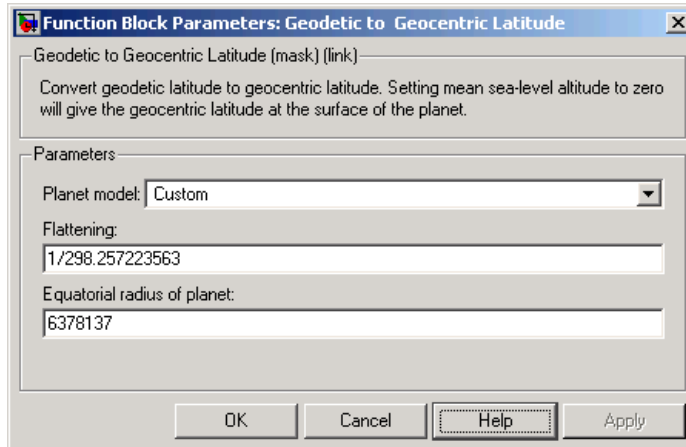 Function Block Parameters: Geodetic to  Geocentric Latitude
Geodetic to Geocentric Latitude (mask) (link)
Convert geodetic latitude to geocentric latitude. Setting mean sea-level altitude to zero
will give the geocentric latitude at the surface of the planet.
Parameters
Planet model: Custom
Flattening:
1/298.257223563
Equatorial radius of planet:
6378137
OK Cancel Help Apply